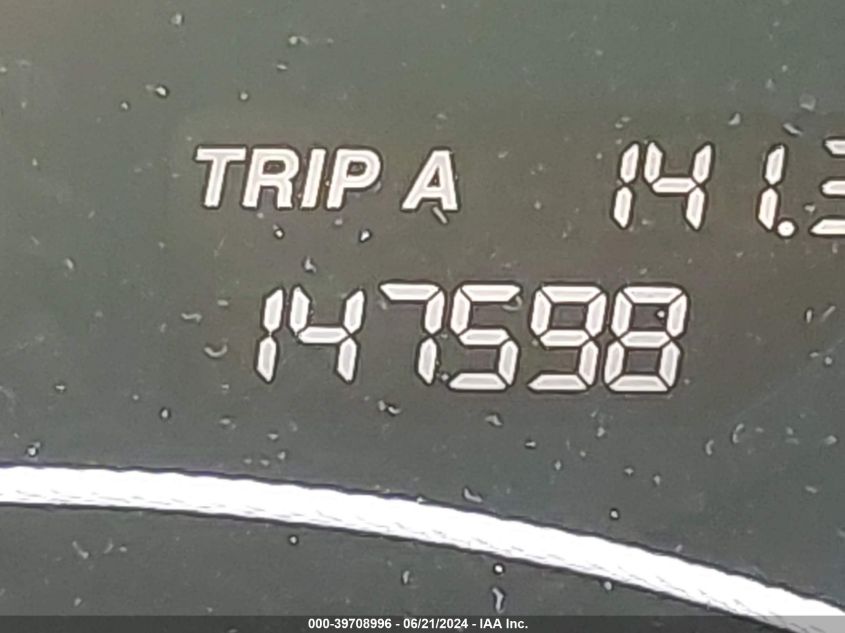 TRIP A 141.3
147598
000-39708996 - 06/21/2024 - IAA Inc.